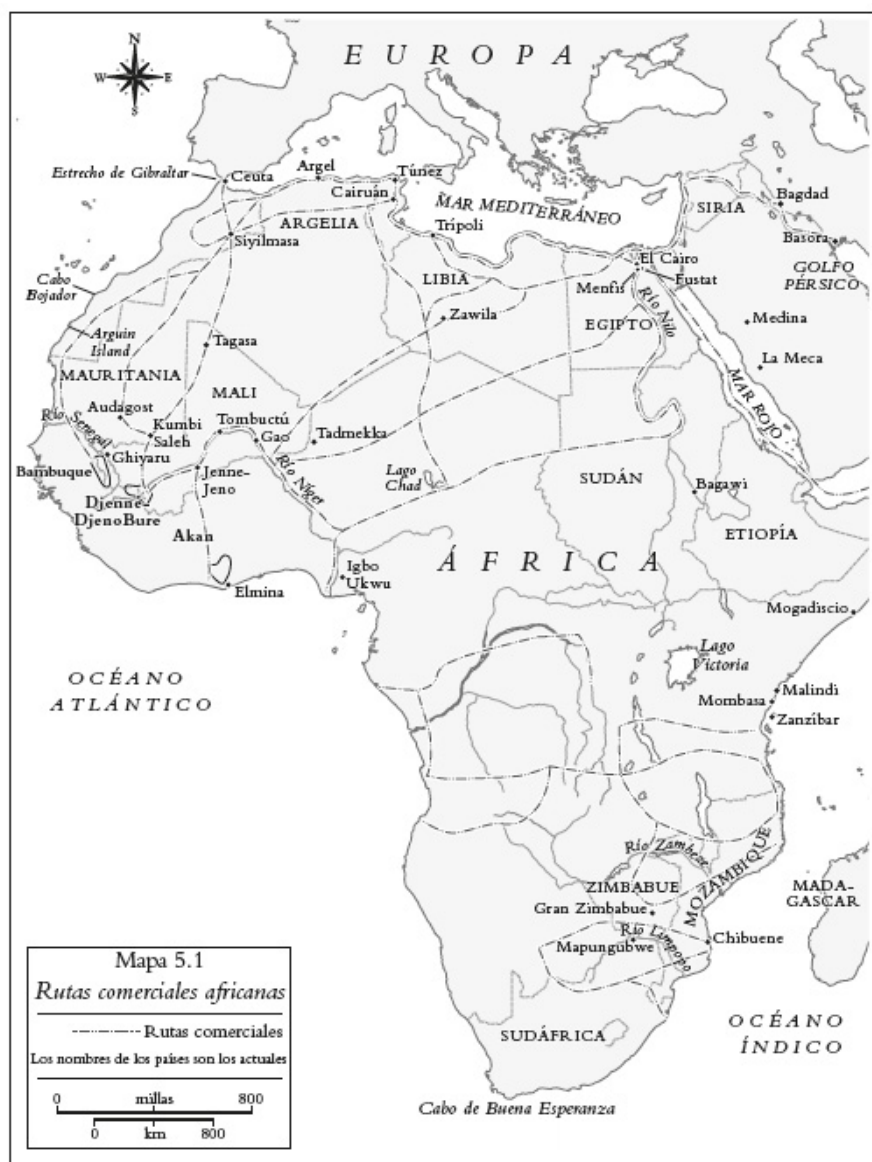 N
W E
S
EUROPA
Estrecho de Gibraltar
Ceuta
Argel
Túnez
Cairuán
MAR MEDITERRÁNEO
SIRIA
Bagdad
ARGELIA
Trípoli
Basora
Siyilmasa
El Cairo
GOLFO
PÉRSICO
Cabo
Bojador
LIBIA
Menfis
Fustat
Río Nilo
Zawila
EGIPTO
Medina
Arguin
Island
Tagasa
La Meca
MAURITANIA
MALI
MAR ROJO
Audagost
Tombuctú
Río Senegal
Kumbi
Saleh
Gao
Tadmekka
Ghiyaru
Bambuque
Jenne-
Jeno
Río Níger
Lago
Chad
SUDÁN
Bagawi
Djenne-
DjenoBure
Akan
ETIOPÍA
ÁFRICA
Igbo
Ukwu
Elmina
Mogadiscio
Lago
Victoria
OCÉANO
ATLÁNTICO
Malindi
Mombasa
Zanzíbar
Río Zambeze
MOZAMBIQUE
ZIMBABUE
MADA-
GASCAR
Gran Zimbabue
Río Limpopo
Mapungubwe
Chibuene
Mapa 5.1
Rutas comerciales africanas
Rutas comerciales
Los nombres de los países son los actuales
0 millas 800
0 km 800
SUDÁFRICA
OCÉANO
ÍNDICO
Cabo de Buena Esperanza